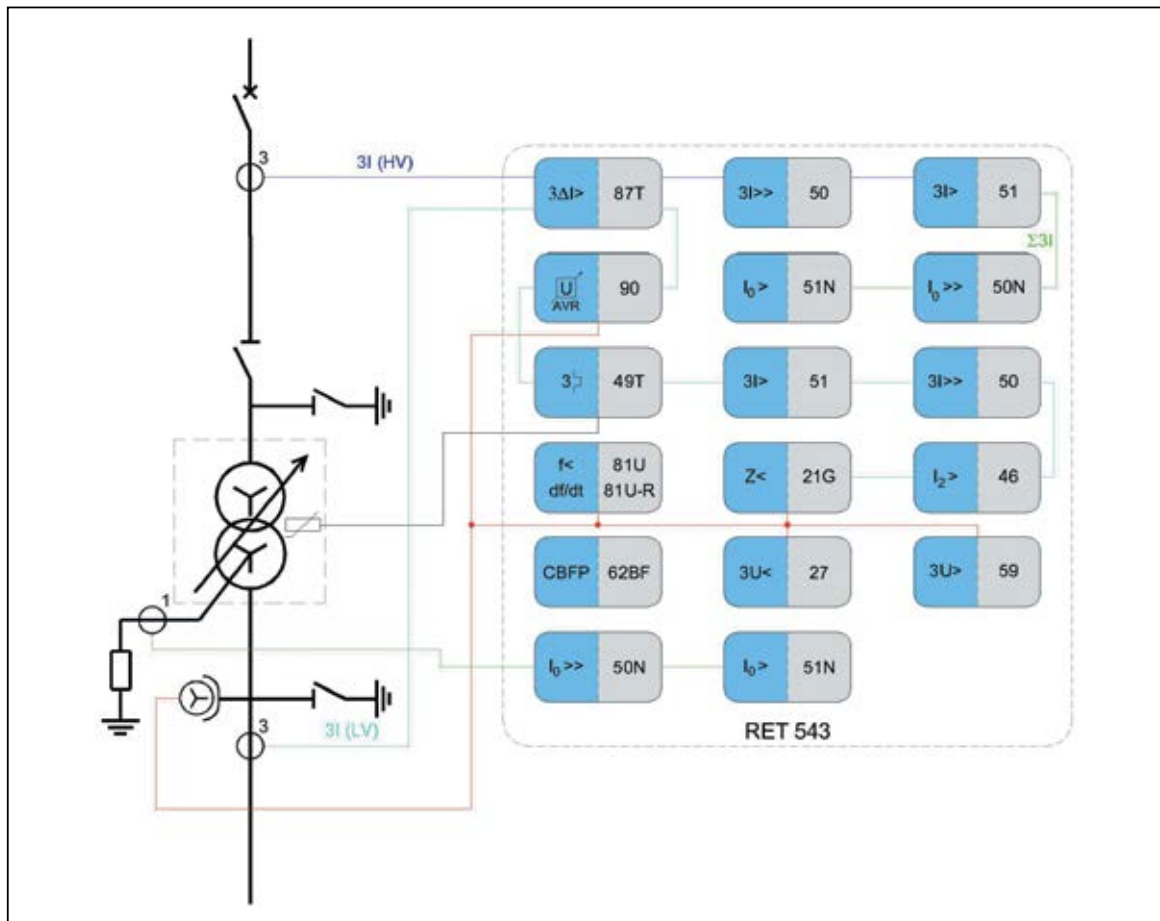 3
3I (HV)
3ΔI> 87T
3I>> 50
3I> 51
Σ3I
U
AVR
90
I₀> 51N
I₀>> 50N
3 49T
3I> 51
3I>> 50
f< 81U
df/dt 81U-R
Z< 21G
I₂> 46
CBFP 62BF
3U< 27
3U> 59
1
I₀>> 50N
I₀> 51N
3I (LV)
3
RET 543